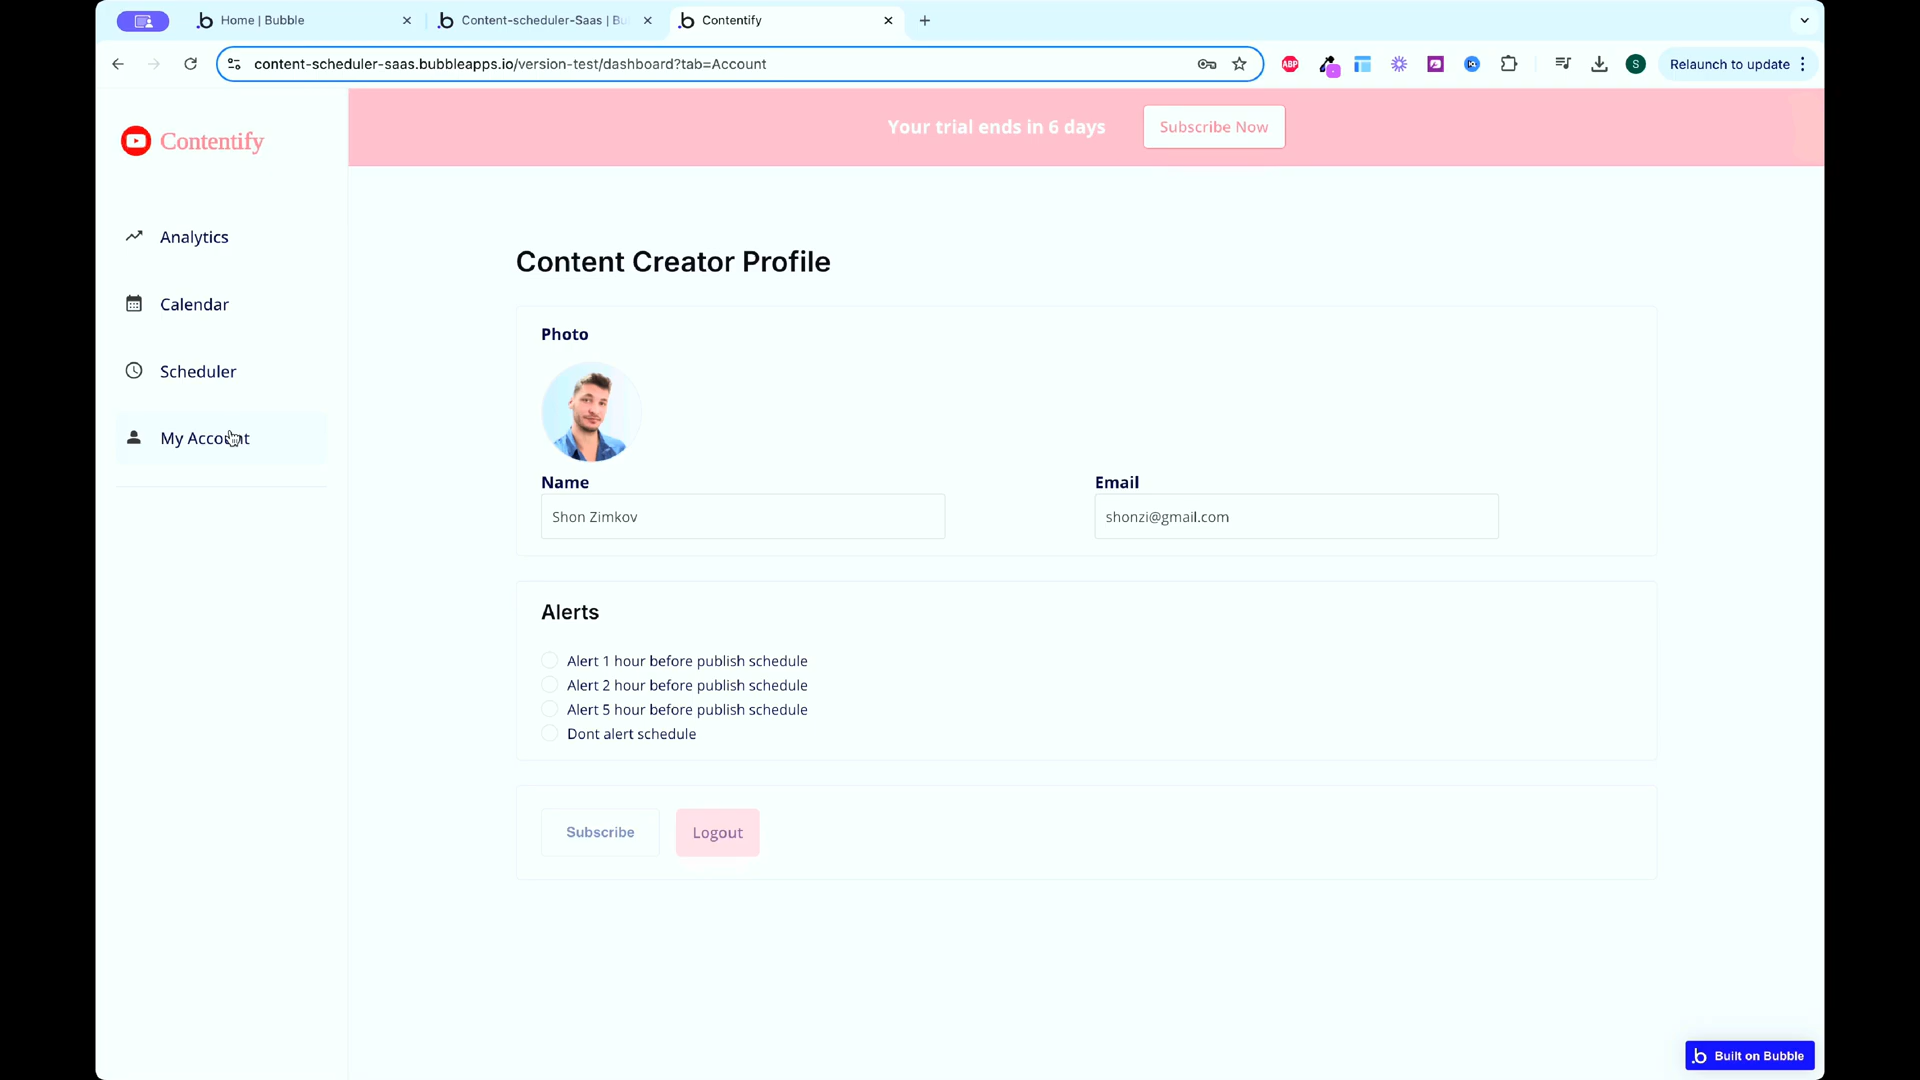 Home | Bubble
Content-scheduler-Saas | Bu
Contentify
content-scheduler-saas.bubbleapps.io/version-test/dashboard?tab=Account
ABP
S
Relaunch to update
Contentify
Your trial ends in 6 days
Subscribe Now
Analytics
Calendar
Scheduler
My Account
Content Creator Profile
Photo
Name
Email
Shon Zimkov
shonzi@gmail.com
Alerts
Alert 1 hour before publish schedule
Alert 2 hour before publish schedule
Alert 5 hour before publish schedule
Dont alert schedule
Subscribe
Logout
Built on Bubble